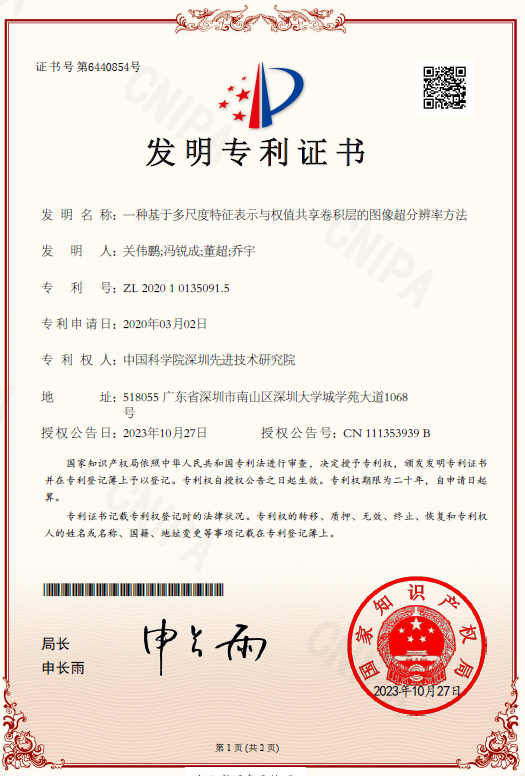 证书号第6440854号
发明专利证书
发明名称：一种基于多尺度特征表示与权值共享卷积层的图像超分辨率方法
发明人：关伟鹏;冯锐成;董超;乔宇
专利号：ZL 2020 1 0135091.5
专利申请日：2020年03月02日
专利权人：中国科学院深圳先进技术研究院
地址：518055 广东省深圳市南山区深圳大学城学苑大道1068
号
授权公告日：2023年10月27日 授权公告号：CN 111353939 B
国家知识产权局依照中华人民共和国专利法进行审查，决定授予专利权，颁发发明专利证书
并在专利登记簿上予以登记。专利权自授权公告之日起生效。专利权期限为二十年，自申请日起
算。
专利证书记载专利权登记时的法律状况。专利权的转移、质押、无效、终止、恢复和专利权
人的姓名或名称、国籍、地址变更等事项记载在专利登记簿上。
局长
申长雨
申长雨
国家知识产权局
2023年10月27日
第 1 页 (共 2 页)
CNIPA
CNIPA
CNIPA